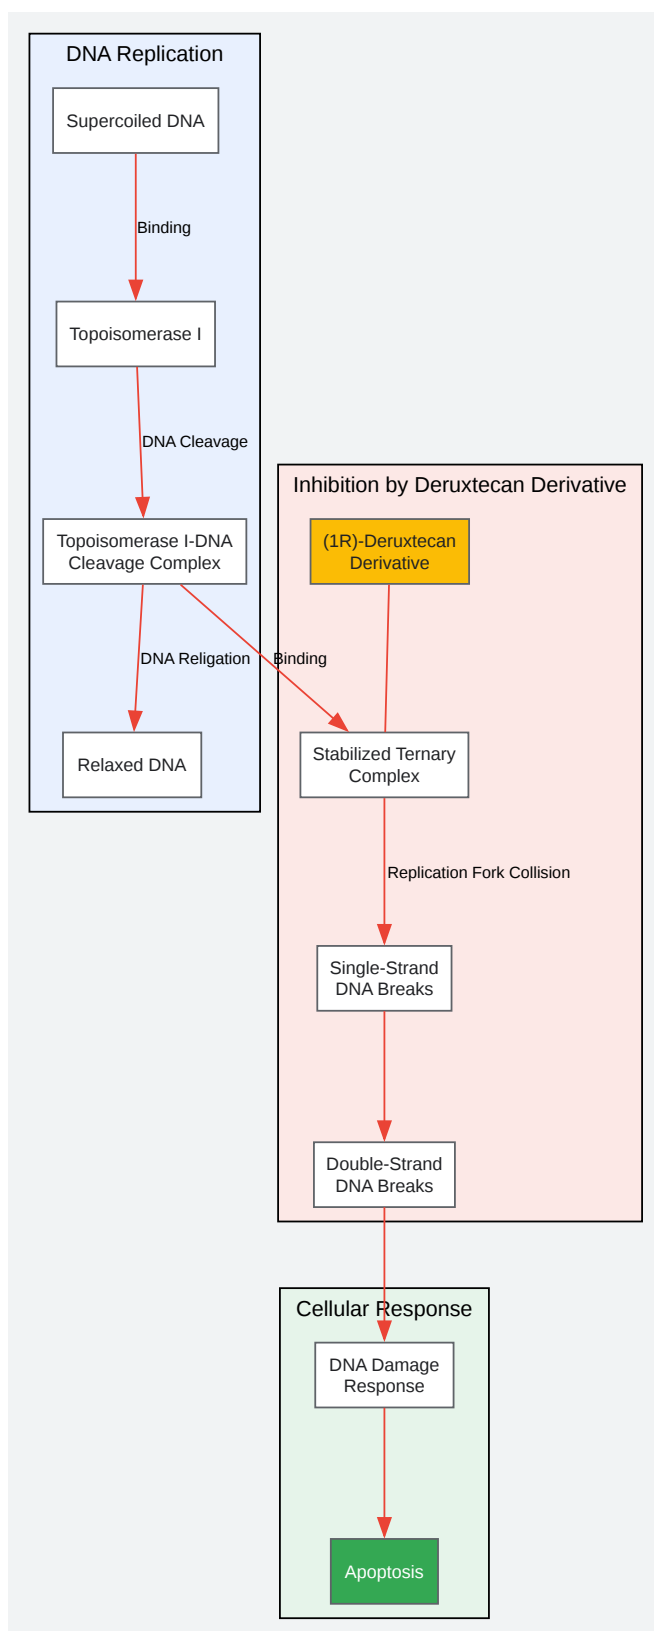 DNA Replication
Supercoiled DNA
Binding
Topoisomerase I
DNA Cleavage
Topoisomerase I-DNA
Cleavage Complex
DNA Religation
Relaxed DNA
Inhibition by Deruxtecan Derivative
(1R)-Deruxtecan
Derivative
Binding
Stabilized Ternary
Complex
Replication Fork Collision
Single-Strand
DNA Breaks
Double-Strand
DNA Breaks
Cellular Response
DNA Damage
Response
Apoptosis